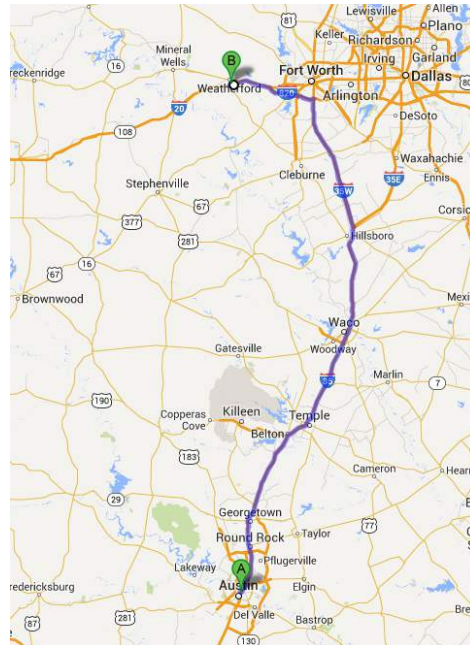 Lewisville
Allen
81
Plano
Keller
Richardson
16
Mineral
Wells
Irving
Garland
B
Fort Worth
Dallas
Weatherford
reckenridge
Arlington
80
820
20
DeSoto
108
Waxahachie
Cleburne
35E
Ennis
Stephenville
35W
67
Corsic
377
281
Hillsboro
16
67
Brownwood
Mexi
Waco
Gatesville
Woodway
Marlin
7
190
Killeen
Temple
Copperas
Cove
Belton
183
Cameron
Hear
29
Georgetown
77
Round Rock
Taylor
Lakeway
Pflugerville
A
Austin
Elgin
redericksburg
Del Valle
87
281
Bastrop
130